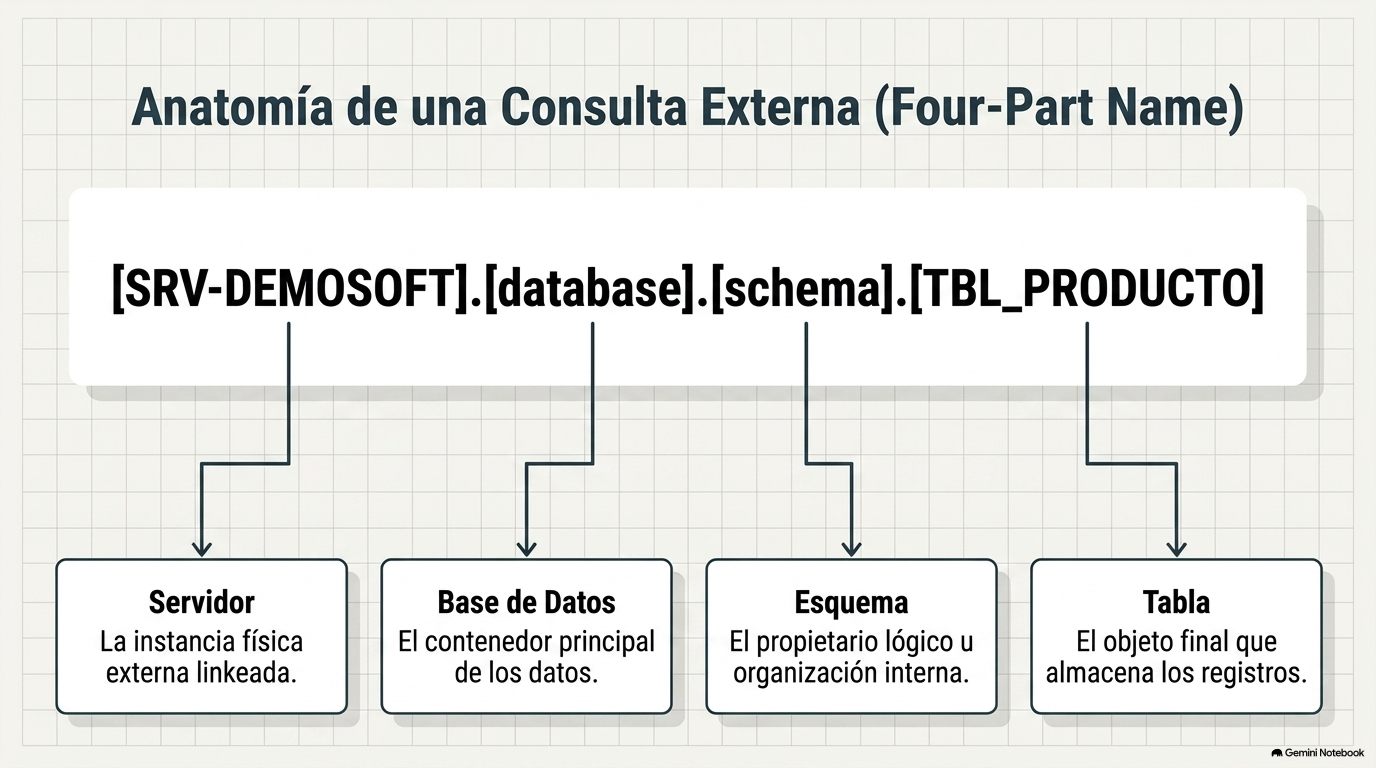 Anatomía de una Consulta Externa (Four-Part Name)
[SRV-DEMOSOFT].[database].[schema].[TBL_PRODUCTO]
Servidor
La instancia física
externa linkeada.
Base de Datos
El contenedor principal
de los datos.
Esquema
El propietario lógico u
organización interna.
Tabla
El objeto final que
almacena los registros.
Gemini Notebook